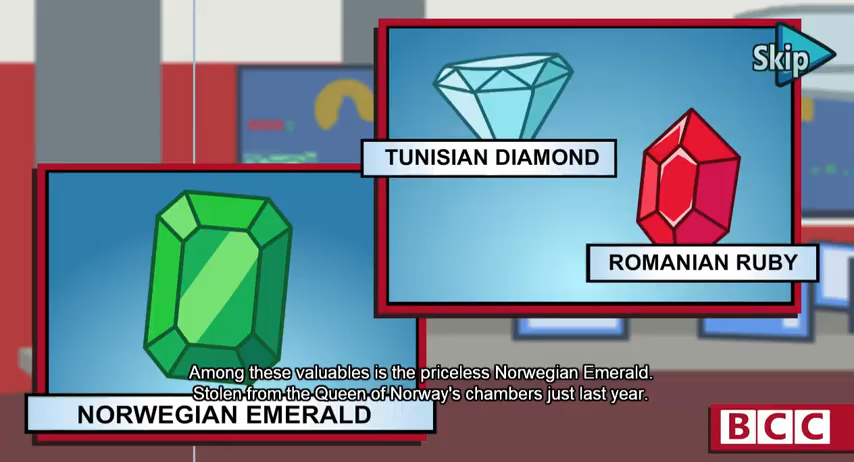 Skip
TUNISIAN DIAMOND
ROMANIAN RUBY
Among these valuables is the priceless Norwegian Emerald.
Stolen from the Queen of Norway's chambers just last year.
NORWEGIAN EMERALD
BCC